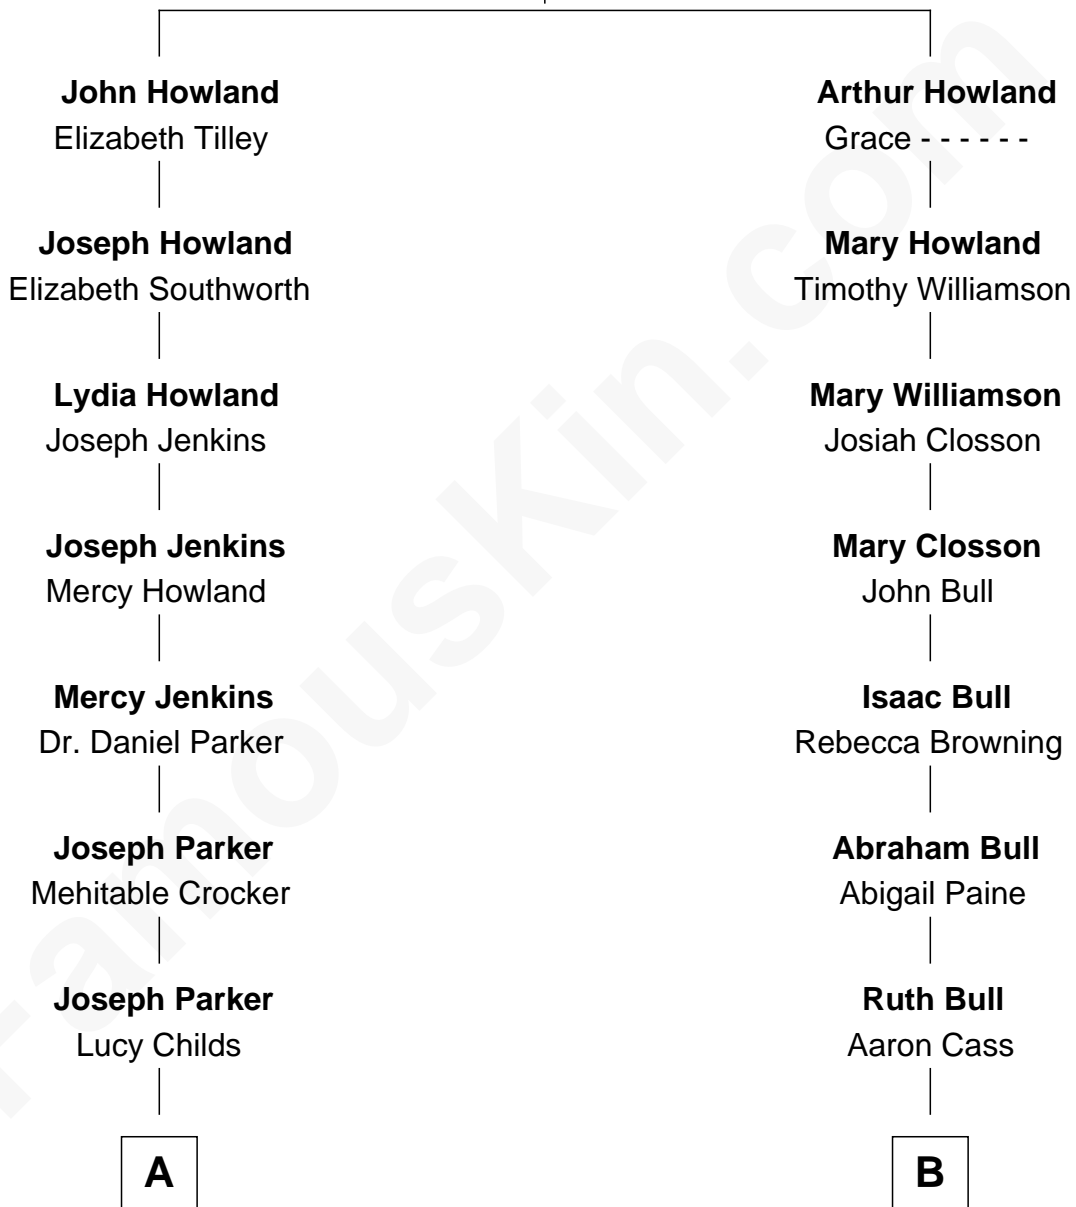 John Howland
Elizabeth Tilley
Joseph Howland
Elizabeth Southworth
Lydia Howland
Joseph Jenkins
Joseph Jenkins
Mercy Howland
Mercy Jenkins
Dr. Daniel Parker
Joseph Parker
Mehitable Crocker
Joseph Parker
Lucy Childs
A
Arthur Howland
Grace - - - - - -
Mary Howland
Timothy Williamson
Mary Williamson
Josiah Closson
Mary Closson
John Bull
Isaac Bull
Rebecca Browning
Abraham Bull
Abigail Paine
Ruth Bull
Aaron Cass
B
FamousKin.com